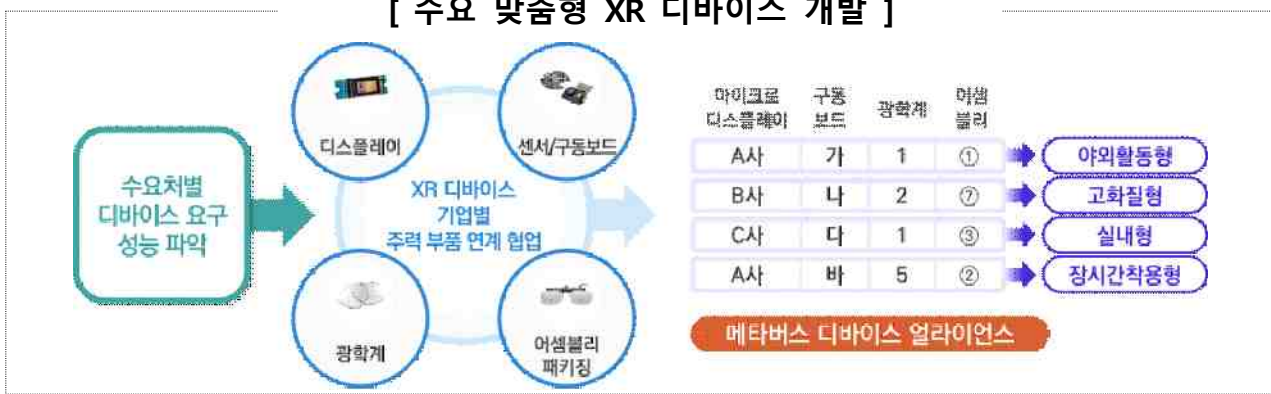 [ 수요 맞춤형 XR 디바이스 개발 ]
수요처별
디바이스 요구
성능 파악
디스플레이
센서/구동보드
XR 디바이스
기업별
주력 부품 연계 협업
광학계
어셈블리
패키징
마이크로
디스플레이
구동
보드
광학계
어셈
블리
A사 가 1 ① 야외활동형
B사 나 2 ⑦ 고화질형
C사 다 1 ③ 실내형
A사 바 5 ② 장시간착용형
메타버스 디바이스 얼라이언스